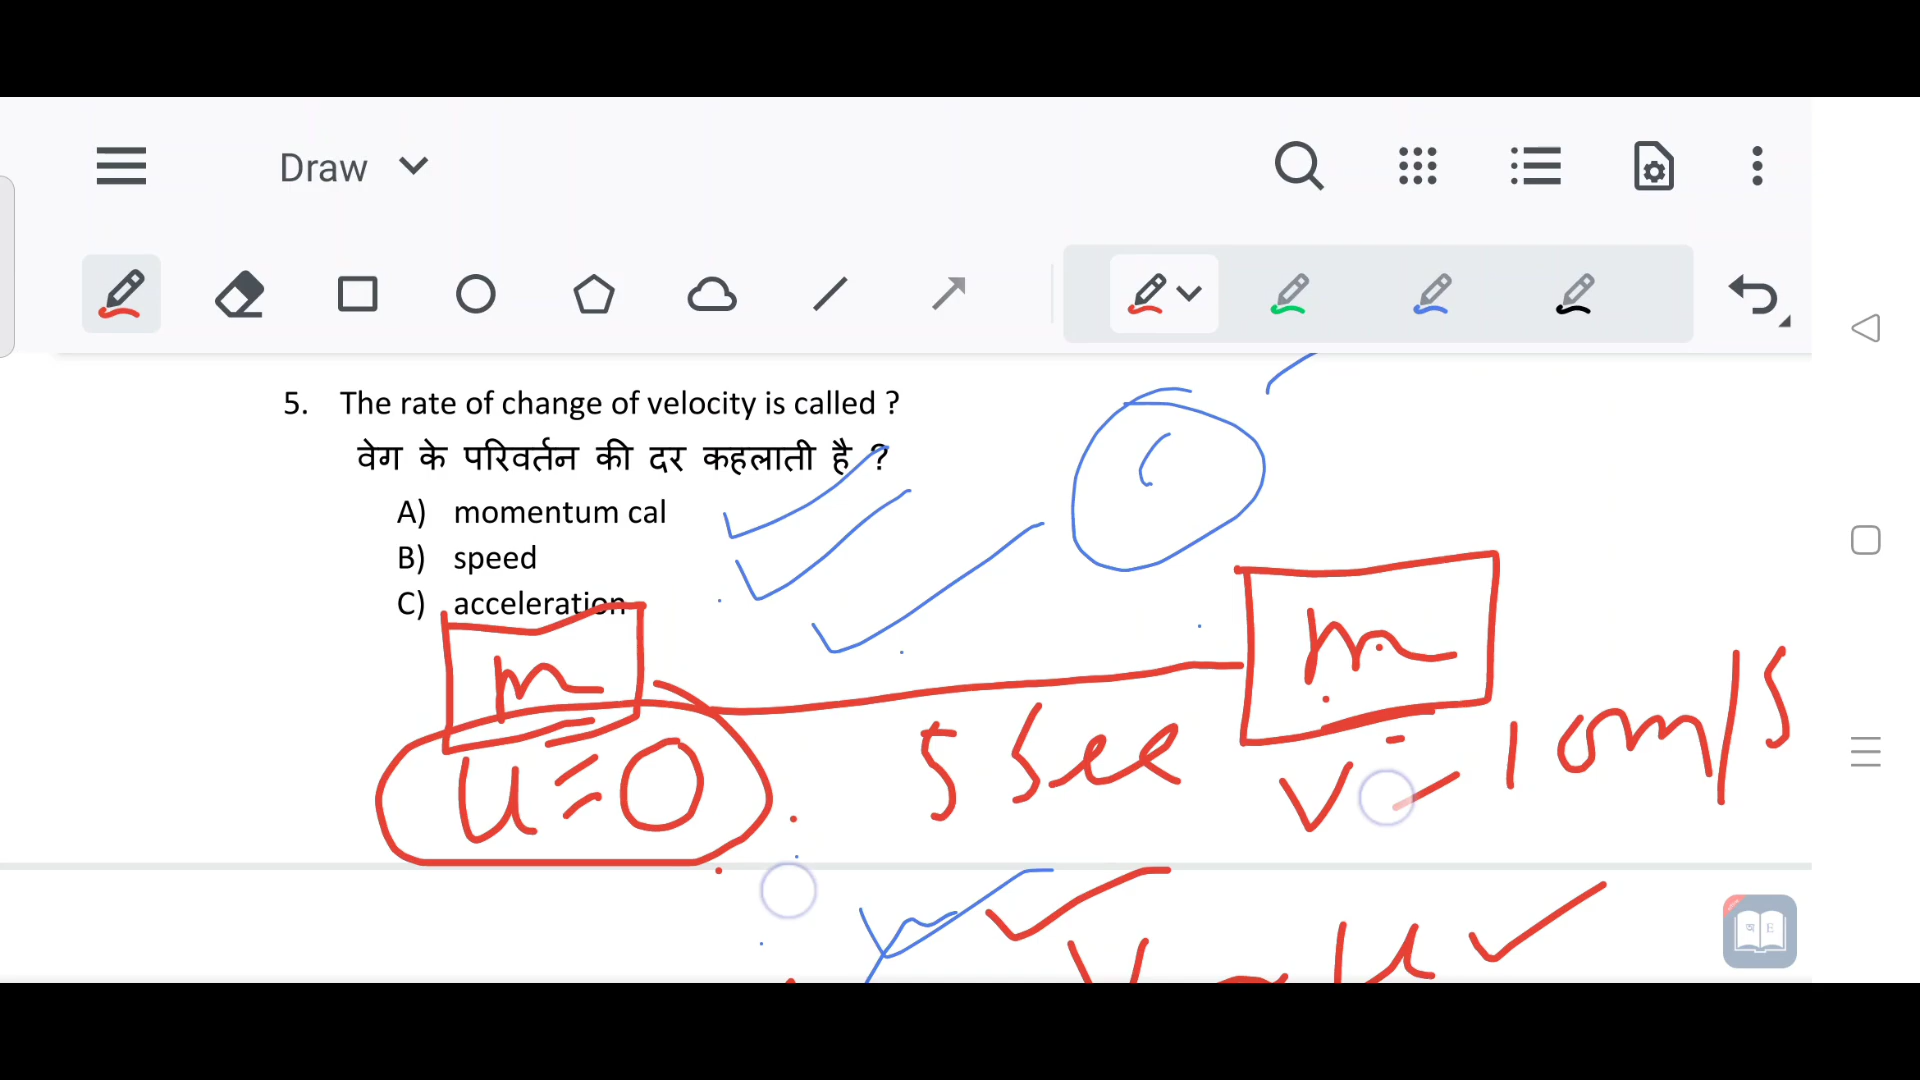 Draw
5. The rate of change of velocity is called ?
वेग के परिवर्तन की दर कहलाती है ?
A) momentum cal
B) speed
C) acceleration
m
m
u=0
5 Sec
V - 10m/s
V - u